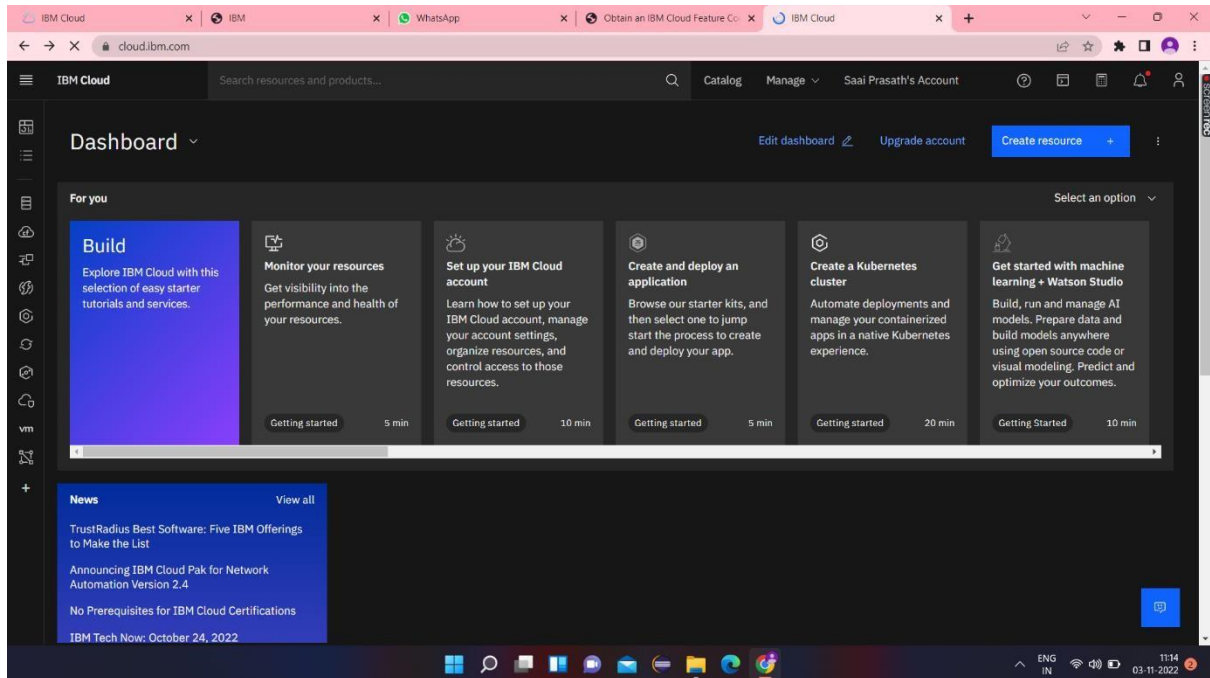 IBM Cloud
IBM
WhatsApp
Obtain an IBM Cloud Feature Co
IBM Cloud
cloud.ibm.com
IBM Cloud
Search resources and products...
Catalog
Manage
Saai Prasath's Account
screenrec
Dashboard
Edit dashboard
Upgrade account
Create resource +
For you
Select an option
Build
Explore IBM Cloud with this
selection of easy starter
tutorials and services.
Monitor your resources
Get visibility into the
performance and health of
your resources.
Getting started
5 min
Set up your IBM Cloud
account
Learn how to set up your
IBM Cloud account, manage
your account settings,
organize resources, and
control access to those
resources.
Getting started
10 min
Create and deploy an
application
Browse our starter kits, and
then select one to jump
start the process to create
and deploy your app.
Getting started
5 min
Create a Kubernetes
cluster
Automate deployments and
manage your containerized
apps in a native Kubernetes
experience.
Getting started
20 min
Get started with machine
learning + Watson Studio
Build, run and manage AI
models. Prepare data and
build models anywhere
using open source code or
visual modeling. Predict and
optimize your outcomes.
Getting Started
10 min
vm
News
View all
TrustRadius Best Software: Five IBM Offerings
to Make the List
Announcing IBM Cloud Pak for Network
Automation Version 2.4
No Prerequisites for IBM Cloud Certifications
IBM Tech Now: October 24, 2022
ENG
IN
11:14
03-11-2022
2